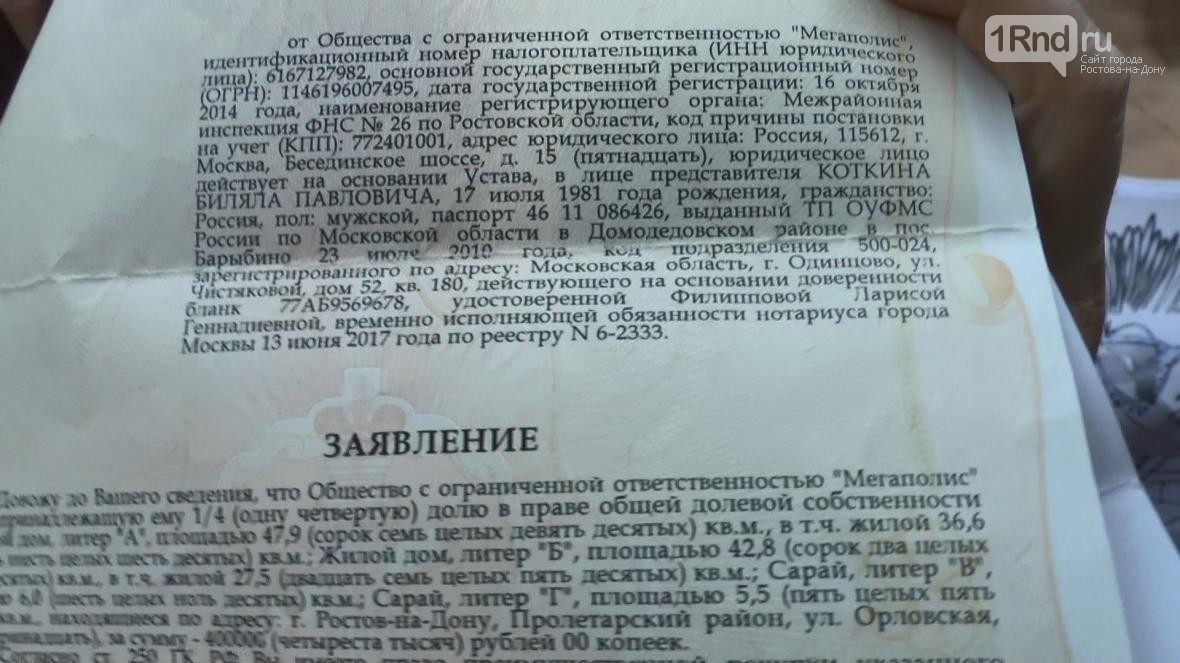 1Rnd.ru
Сайт города
Ростова-на-Дону
от Общества с ограниченной ответственностью "Мегаполис",
идентификационный номер налогоплательщика (ИНН юридического
лица): 6167127982, основной государственный регистрационный номер
(ОГРН): 1146196007495, дата государственной регистрации: 16 октября
2014 года, наименование регистрирующего органа: Межрайонная
инспекция ФНС № 26 по Ростовской области, код причины постановки
на учет (КПП): 772401001, адрес юридического лица: Россия, 115612, г.
Москва, Бесединское шоссе, д. 15 (пятнадцать), юридическое лицо
действует на основании Устава, в лице представителя КОТКИНА
БИЛЯЛА ПАВЛОВИЧА, 17 июля 1981 года рождения, гражданство:
Россия, пол: мужской, паспорт 46 11 086426, выданный ТП ОУФМС
России по Московской области в Домодедовском районе в пос.
Барыбино 23 июля 2010 года, код подразделения 500-024,
зарегистрированного по адресу: Московская область, г. Одинцово, ул.
Чистяковой, дом 52, кв. 180, действующего на основании доверенности
бланк 77АБ9569678, удостоверенной Филипповой Ларисой
Геннадиевной, временно исполняющей обязанности нотариуса города
Москвы 13 июня 2017 года по реестру N 6-2333.
ЗАЯВЛЕНИЕ
Довожу до Вашего сведения, что Общество с ограниченной ответственностью "Мегаполис"
принадлежащую ему 1/4 (одну четвертую) долю в праве общей долевой собственности
дом, литер "А", площадью 47,9 (сорок семь целых девять десятых) кв.м., в т.ч. жилой 36,6
шесть целых шесть десятых) кв.м.; Жилой дом, литер "Б", площадью 42,8 (сорок два целых
кв.м., в т.ч. жилой 27,5 (двадцать семь целых пять десятых) кв.м.; Сарай, литер "В",
6,0 (шесть целых ноль десятых) кв.м.; Сарай, литер "Г", площадью 5,5 (пять целых пять
кв.м., находящиеся по адресу: г. Ростов-на-Дону, Пролетарский район, ул. Орловская,
за сумму - 400000 (четыреста тысяч) рублей 00 копеек.
Согласно ст. 250 ГК РФ Вы